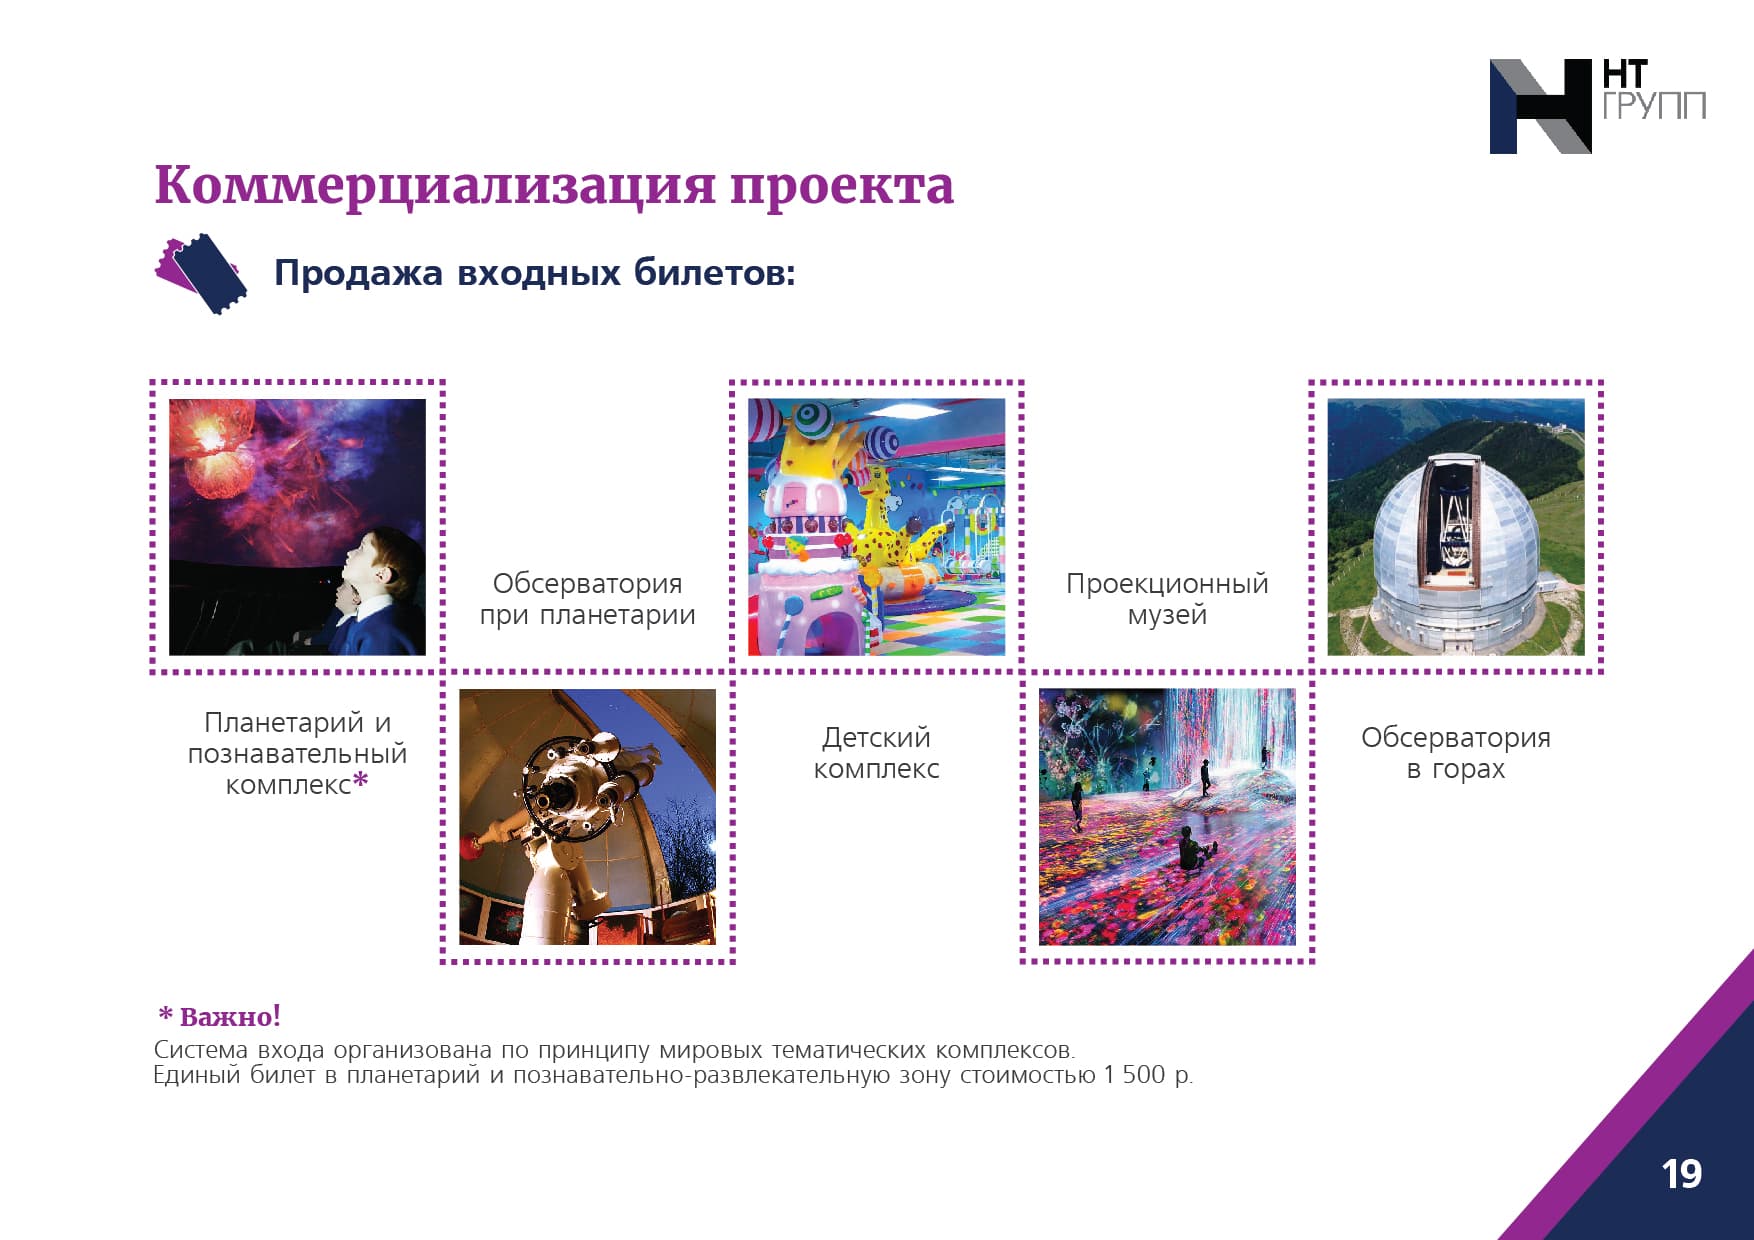 НТ
ГРУПП
Коммерциализация проекта
Продажа входных билетов:
Обсерватория
при планетарии
Проекционный
музей
Планетарий и
познавательный
комплекс*
Детский
комплекс
Обсерватория
в горах
* Важно!
Система входа организована по принципу мировых тематических комплексов.
Единый билет в планетарий и познавательно-развлекательную зону стоимостью 1 500 р.
19